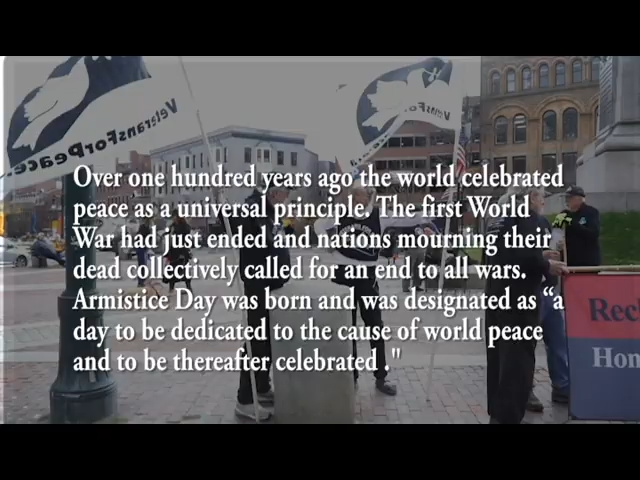 VeteransForPeace
Veterans
Over one hundred years ago the world celebrated
peace as a universal principle. The first World
War had just ended and nations mourning their
dead collectively called for an end to all wars.
Armistice Day was born and was designated as “a
day to be dedicated to the cause of world peace
and to be thereafter celebrated ."
Rec
Hon